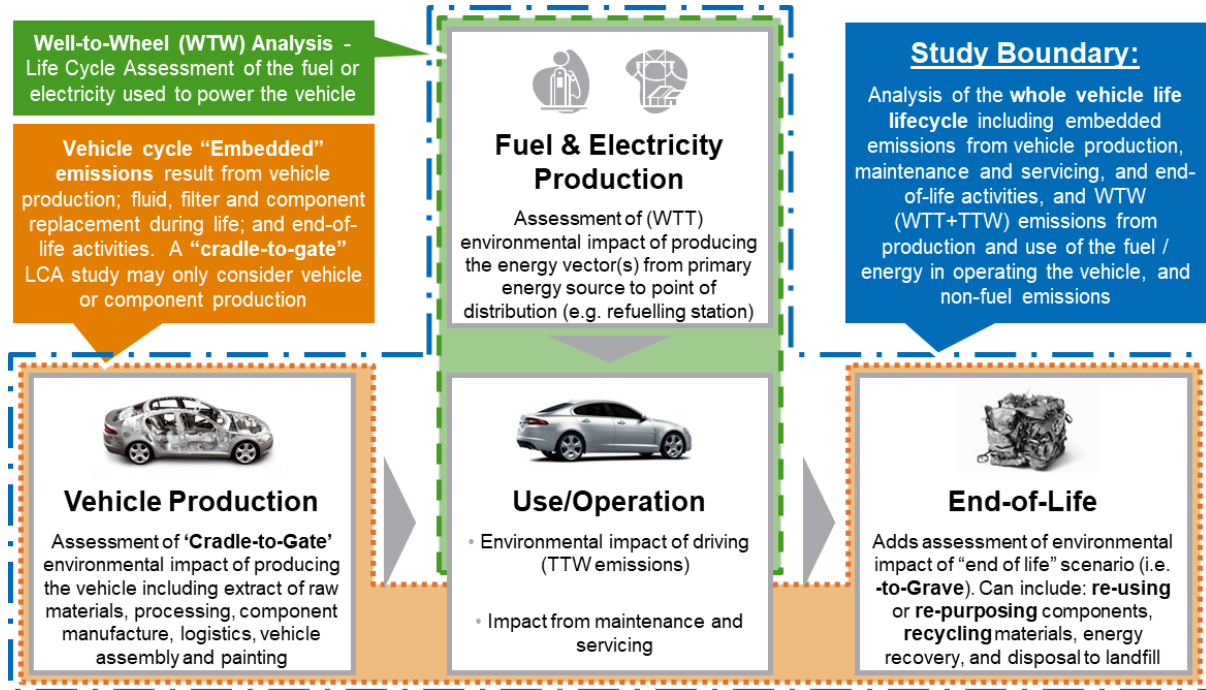 Well-to-Wheel (WTW) Analysis -
Life Cycle Assessment of the fuel or
electricity used to power the vehicle
Vehicle cycle “Embedded”
emissions result from vehicle
production; fluid, filter and component
replacement during life; and end-of-
life activities. A “cradle-to-gate”
LCA study may only consider vehicle
or component production
Fuel & Electricity
Production
Assessment of (WTT)
environmental impact of producing
the energy vector(s) from primary
energy source to point of
distribution (e.g. refuelling station)
Study Boundary:
Analysis of the whole vehicle life
lifecycle including embedded
emissions from vehicle production,
maintenance and servicing, and end-
of-life activities, and WTW
(WTT+TTW) emissions from
production and use of the fuel /
energy in operating the vehicle, and
non-fuel emissions
Vehicle Production
Assessment of ‘Cradle-to-Gate’
environmental impact of producing
the vehicle including extract of raw
materials, processing, component
manufacture, logistics, vehicle
assembly and painting
Use/Operation
• Environmental impact of driving
(TTW emissions)
• Impact from maintenance and
servicing
End-of-Life
Adds assessment of environmental
impact of “end of life” scenario (i.e.
-to-Grave). Can include: re-using
or re-purposing components,
recycling materials, energy
recovery, and disposal to landfill